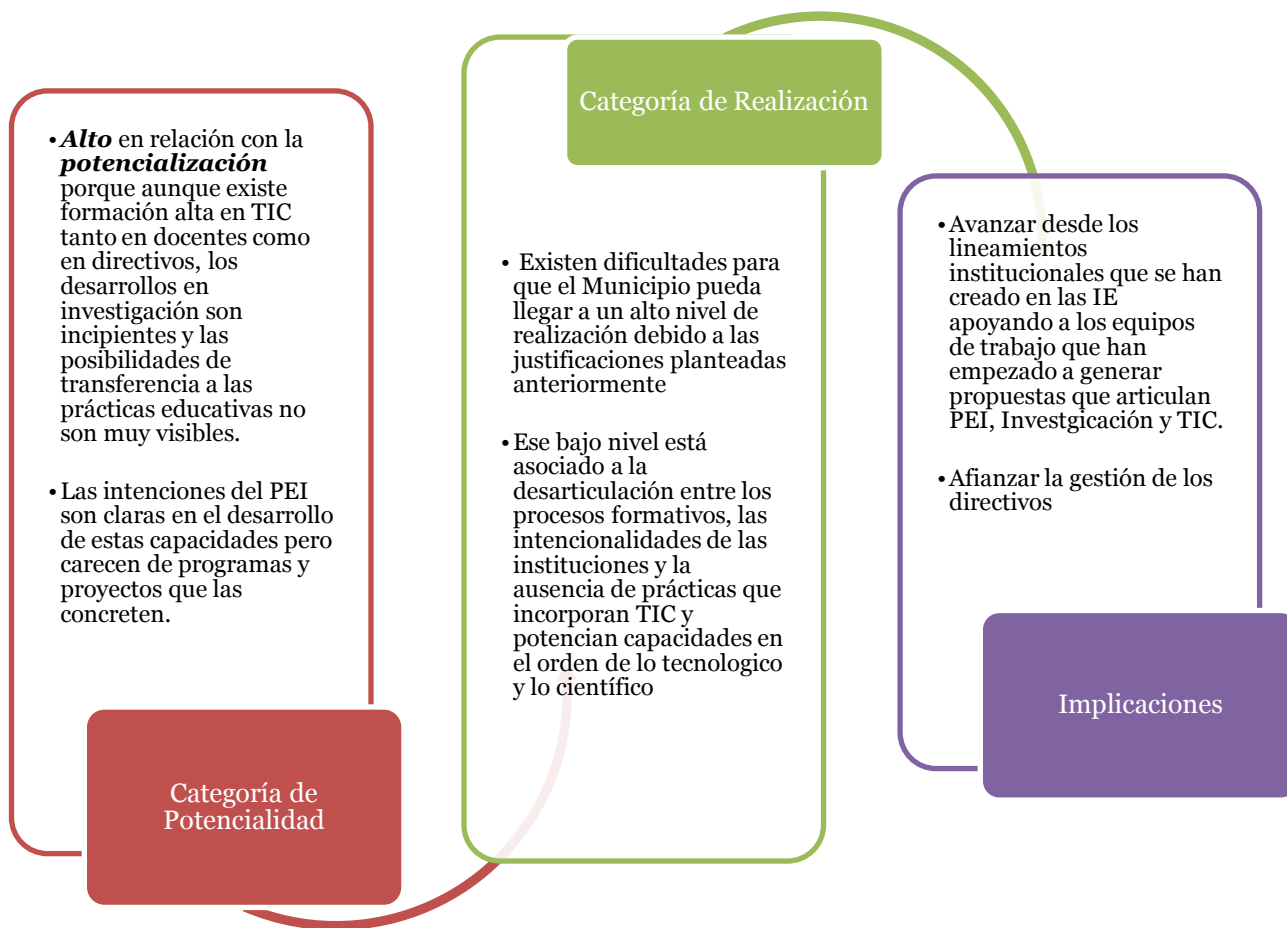 •Alto en relación con la
potencialización
porque aunque existe
formación alta en TIC
tanto en docentes como
en directivos, los
desarrollos en
investigación son
incipientes y las
posibilidades de
transferencia a las
prácticas educativas no
son muy visibles.
•Las intenciones del PEI
son claras en el desarrollo
de estas capacidades pero
carecen de programas y
proyectos que las
concreten.
Categoría de
Potencialidad
Categoría de Realización
• Existen dificultades para
que el Municipio pueda
llegar a un alto nivel de
realización debido a las
justificaciones planteadas
anteriormente
•Ese bajo nivel está
asociado a la
desarticulación entre los
procesos formativos, las
intencionalidades de las
instituciones y la
ausencia de prácticas que
incorporan TIC y
potencian capacidades en
el orden de lo tecnologico
y lo científico
•Avanzar desde los
lineamientos
institucionales que se han
creado en las IE
apoyando a los equipos
de trabajo que han
empezado a generar
propuestas que articulan
PEI, Investgicación y TIC.
•Afianzar la gestión de los
directivos
Implicaciones